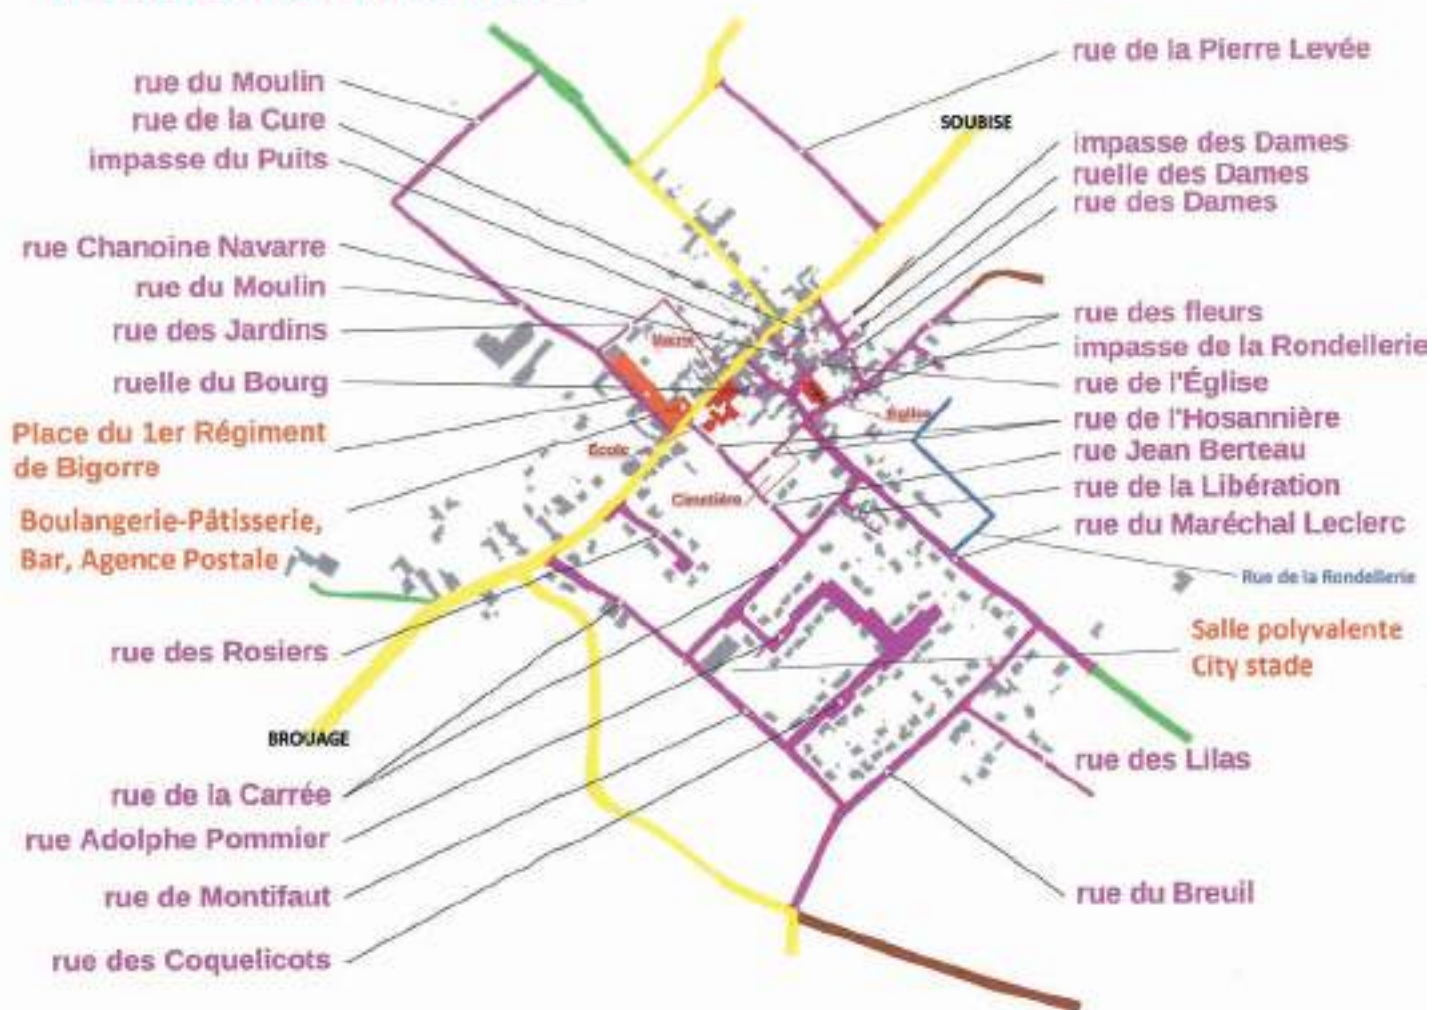 rue du Moulin
rue de la Cure
impasse du Puits
rue Chanoine Navarre
rue du Moulin
rue des Jardins
ruelle du Bourg
Place du 1er Régiment
de Bigorre
Boulangerie-Pâtisserie,
Bar, Agence Postale
rue des Rosiers
BROUAGE
rue de la Carrée
rue Adolphe Pommier
rue de Montifaut
rue des Coquelicots
Mairie
École
Cimetière
Église
SOUBISE
rue de la Pierre Levée
impasse des Dames
ruelle des Dames
rue des Dames
rue des fleurs
impasse de la Rondellerie
rue de l'Église
rue de l'Hosannière
rue Jean Berteau
rue de la Libération
rue du Maréchal Leclerc
Rue de la Rondellerie
Salle polyvalente
City stade
rue des Lilas
rue du Breuil